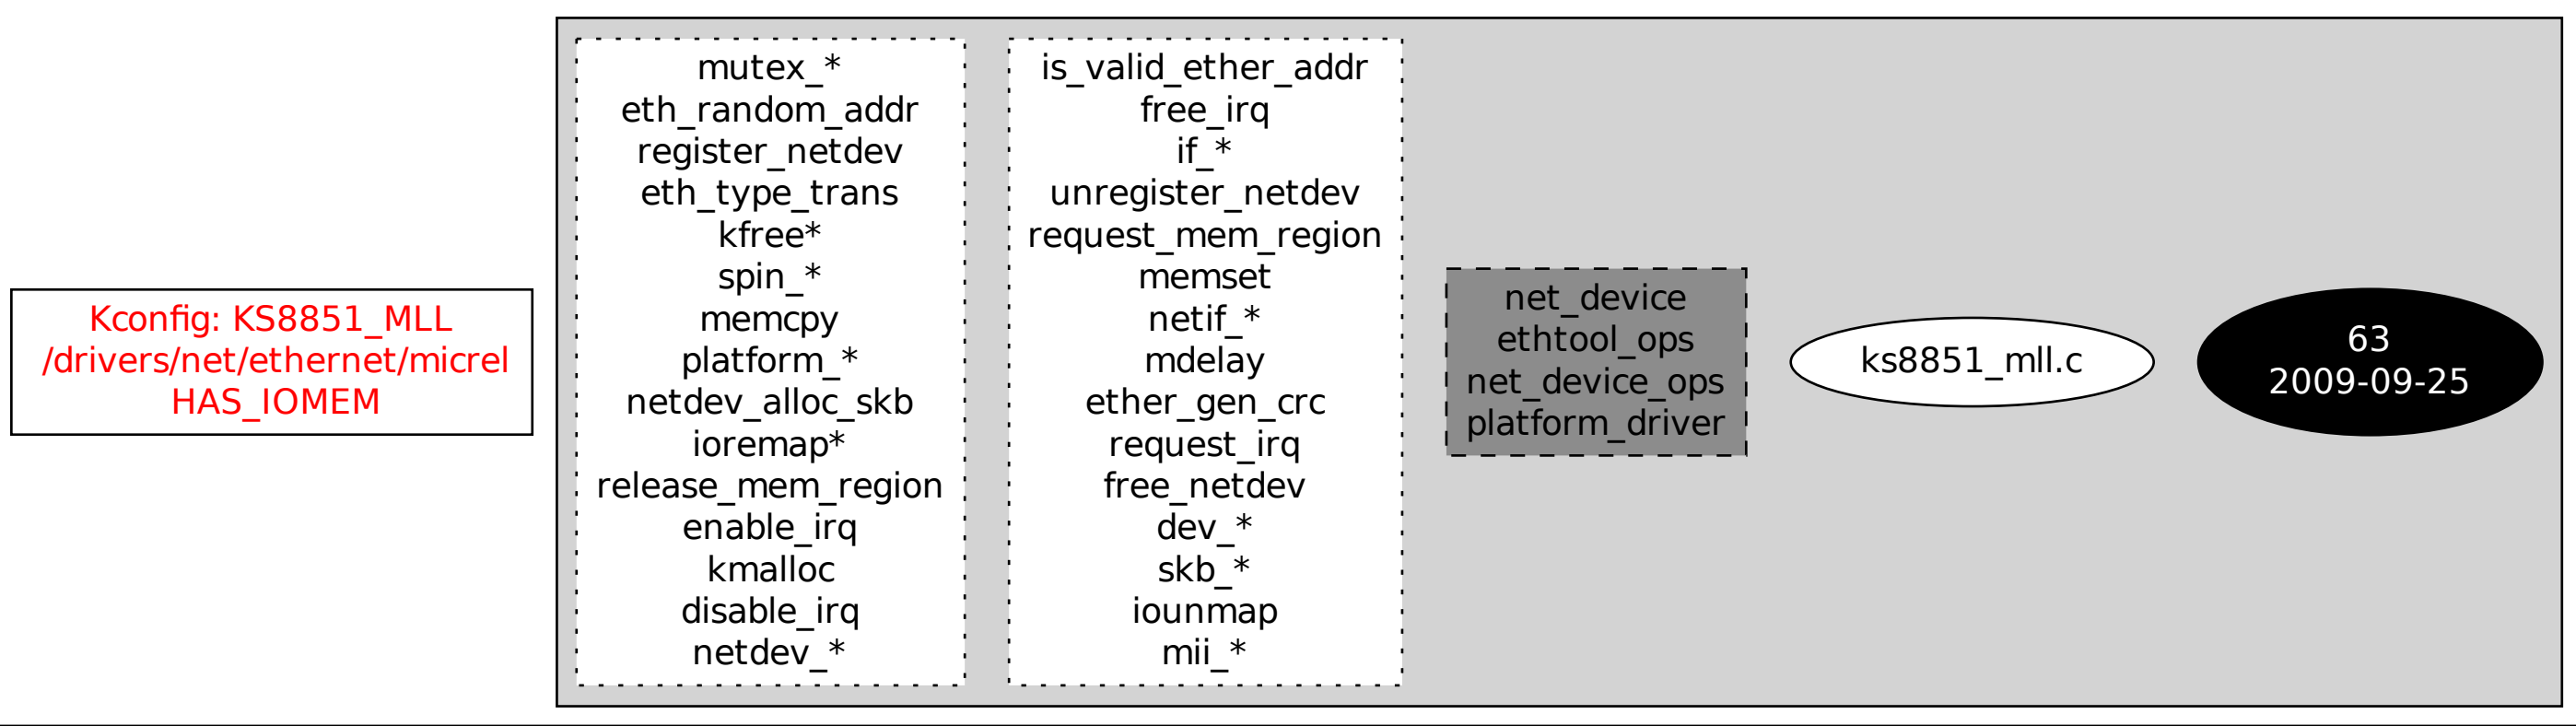 Kconfig: KS8851_MLL
/drivers/net/ethernet/micrel
HAS_IOMEM
mutex_*
eth_random_addr
register_netdev
eth_type_trans
kfree*
spin_*
memcpy
platform_*
netdev_alloc_skb
ioremap*
release_mem_region
enable_irq
kmalloc
disable_irq
netdev_*
is_valid_ether_addr
free_irq
if_*
unregister_netdev
request_mem_region
memset
netif_*
mdelay
ether_gen_crc
request_irq
free_netdev
dev_*
skb_*
iounmap
mii_*
net_device
ethtool_ops
net_device_ops
platform_driver
ks8851_mll.c
63
2009-09-25